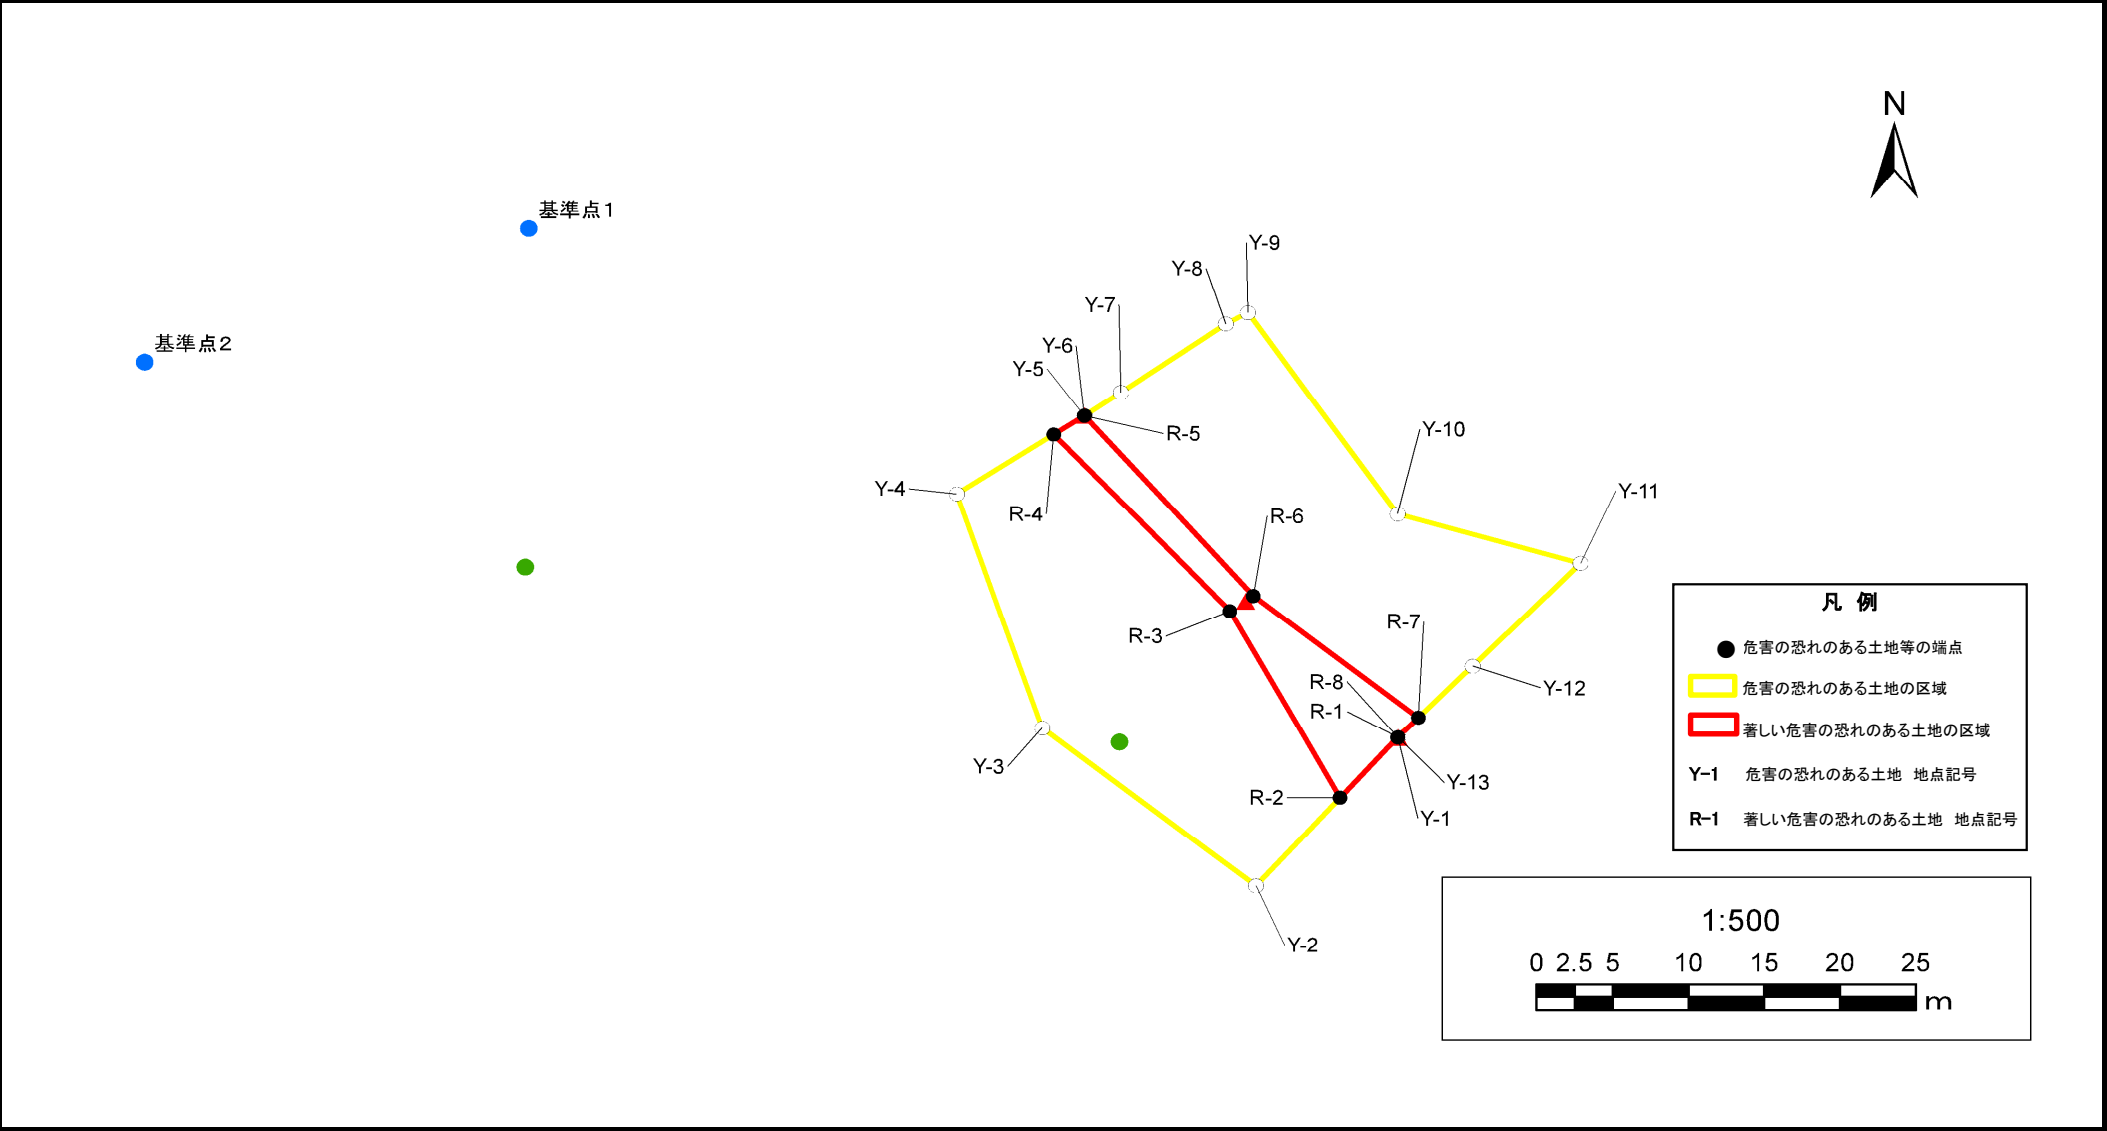 N
基準点1
基準点2
Y-9
Y-8
Y-7
Y-6
Y-5
R-5
Y-10
Y-4
Y-11
R-4
R-6
R-3
R-7
R-8
Y-12
R-1
Y-3
Y-13
R-2
Y-1
Y-2
凡 例
危害の恐れのある土地等の端点
危害の恐れのある土地の区域
著しい危害の恐れのある土地の区域
Y-1 危害の恐れのある土地 地点記号
R-1 著しい危害の恐れのある土地 地点記号
1:500
0 2.5 5 10 15 20 25
m